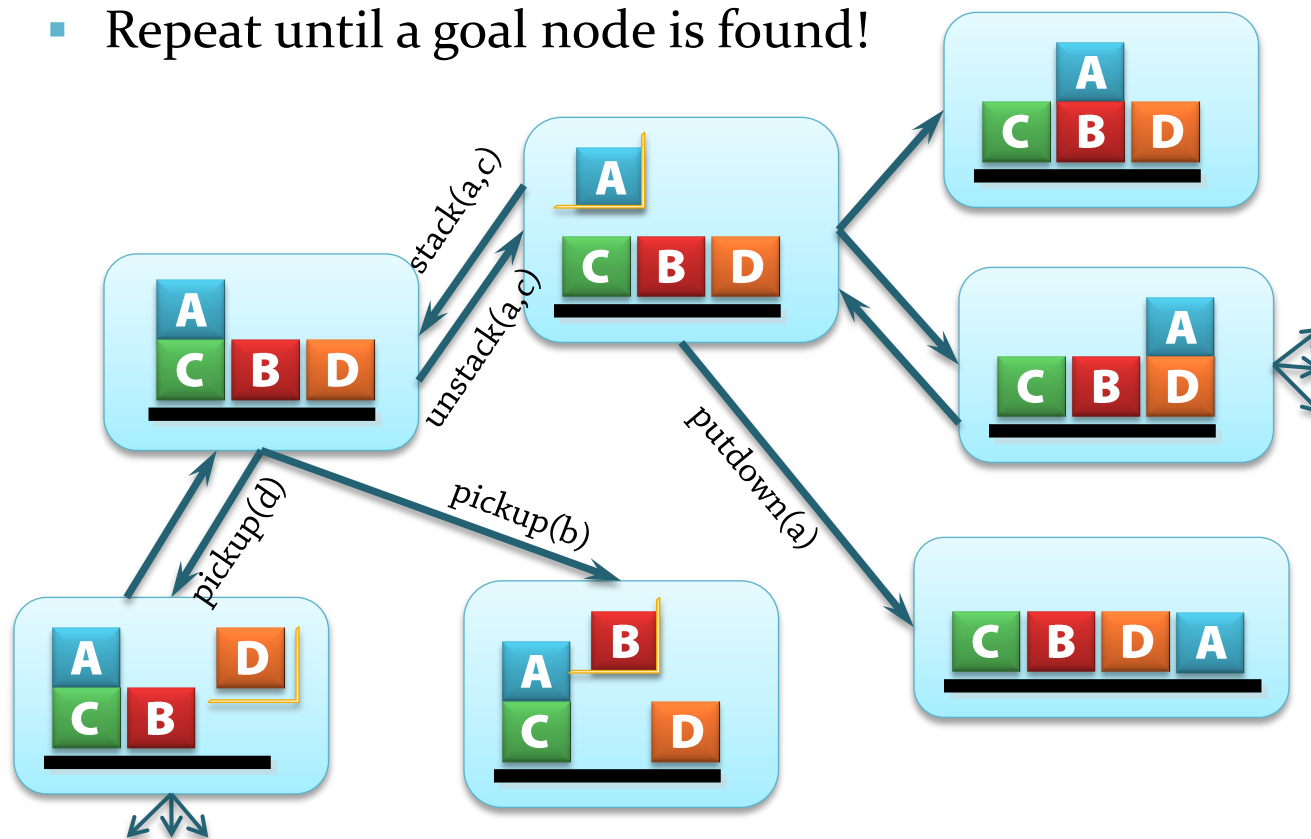 ▪ Repeat until a goal node is found!
A
C B D
stack(a,c)
unstack(a,c)
A
C B D
A
C B D
A
C B D
putdown(a)
pickup(d)
pickup(b)
A D
C B
B
A
C D
C B D A